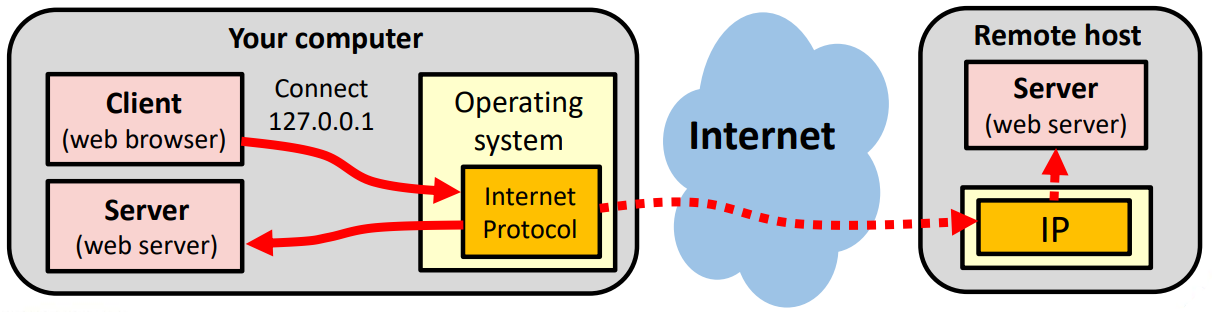 Your computer
Client
(web browser)
Connect
127.0.0.1
Operating
system
Internet
Protocol
Server
(web server)
Internet
Remote host
Server
(web server)
IP